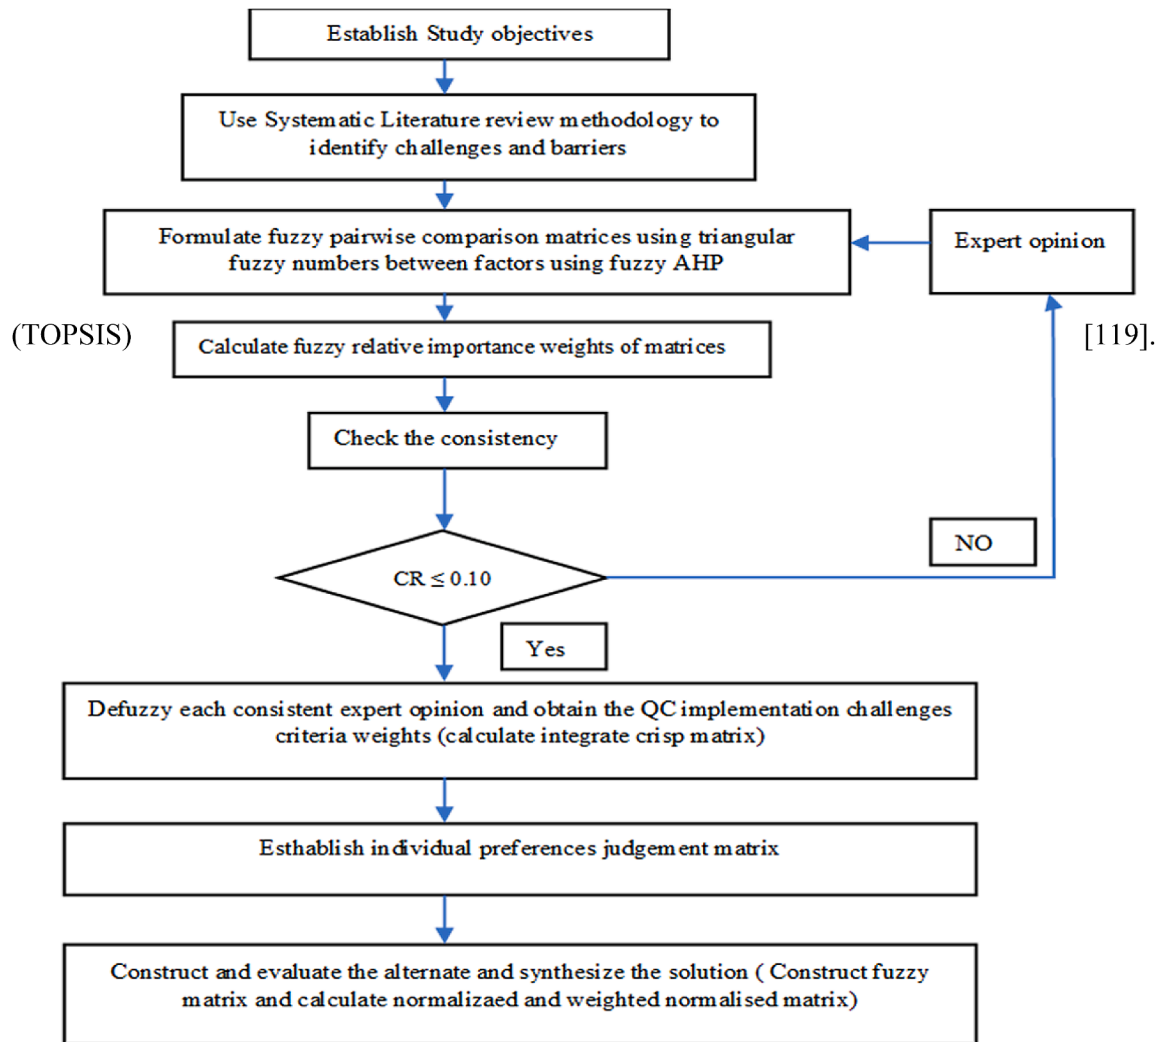 Establish Study objectives
Use Systematic Literature review methodology to
identify challenges and barriers
Formulate fuzzy pairwise comparison matrices using triangular
fuzzy numbers between factors using fuzzy AHP
Expert opinion
(TOPSIS)
[119].
Calculate fuzzy relative importance weights of matrices
Check the consistency
NO
CR ≤ 0.10
Yes
Defuzzy each consistent expert opinion and obtain the QC implementation challenges
criteria weights (calculate integrate crisp matrix)
Esthablish individual preferences judgement matrix
Construct and evaluate the alternate and synthesize the solution ( Construct fuzzy
matrix and calculate normalizaed and weighted normalised matrix)